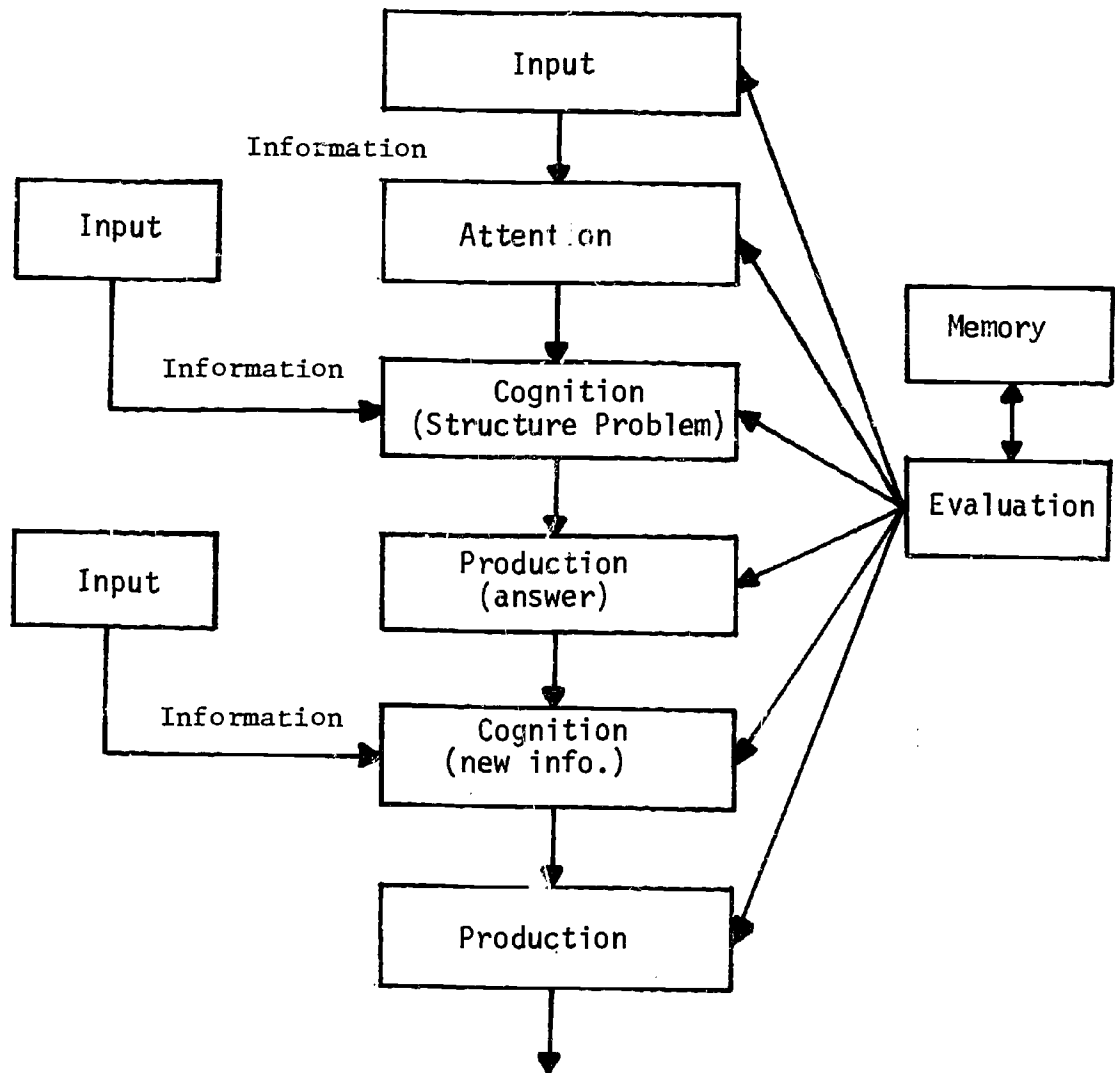 Input
Information
Input
Attention
Memory
Information
Cognition
(Structure Problem)
Evaluation
Input
Production
(answer)
Information
Cognition
(new info.)
Production